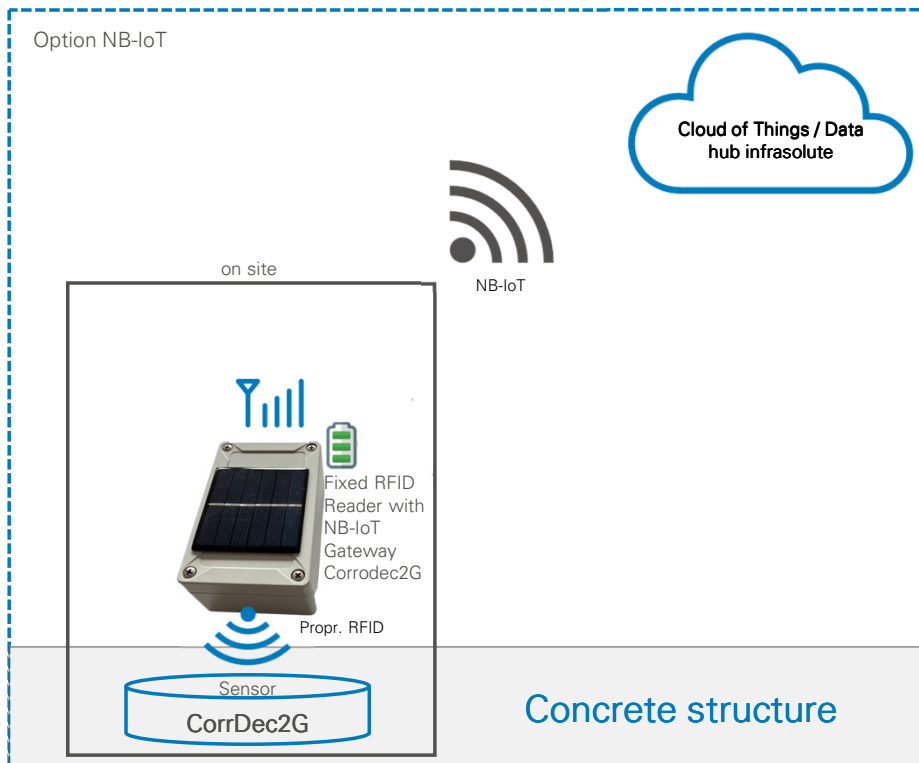 Option NB-IoT
Cloud of Things / Data
hub infrasolute
NB-IoT
on site
Fixed RFID
Reader with
NB-IoT
Gateway
Corrodec2G
Propr. RFID
Sensor
CorrDec2G
Concrete structure